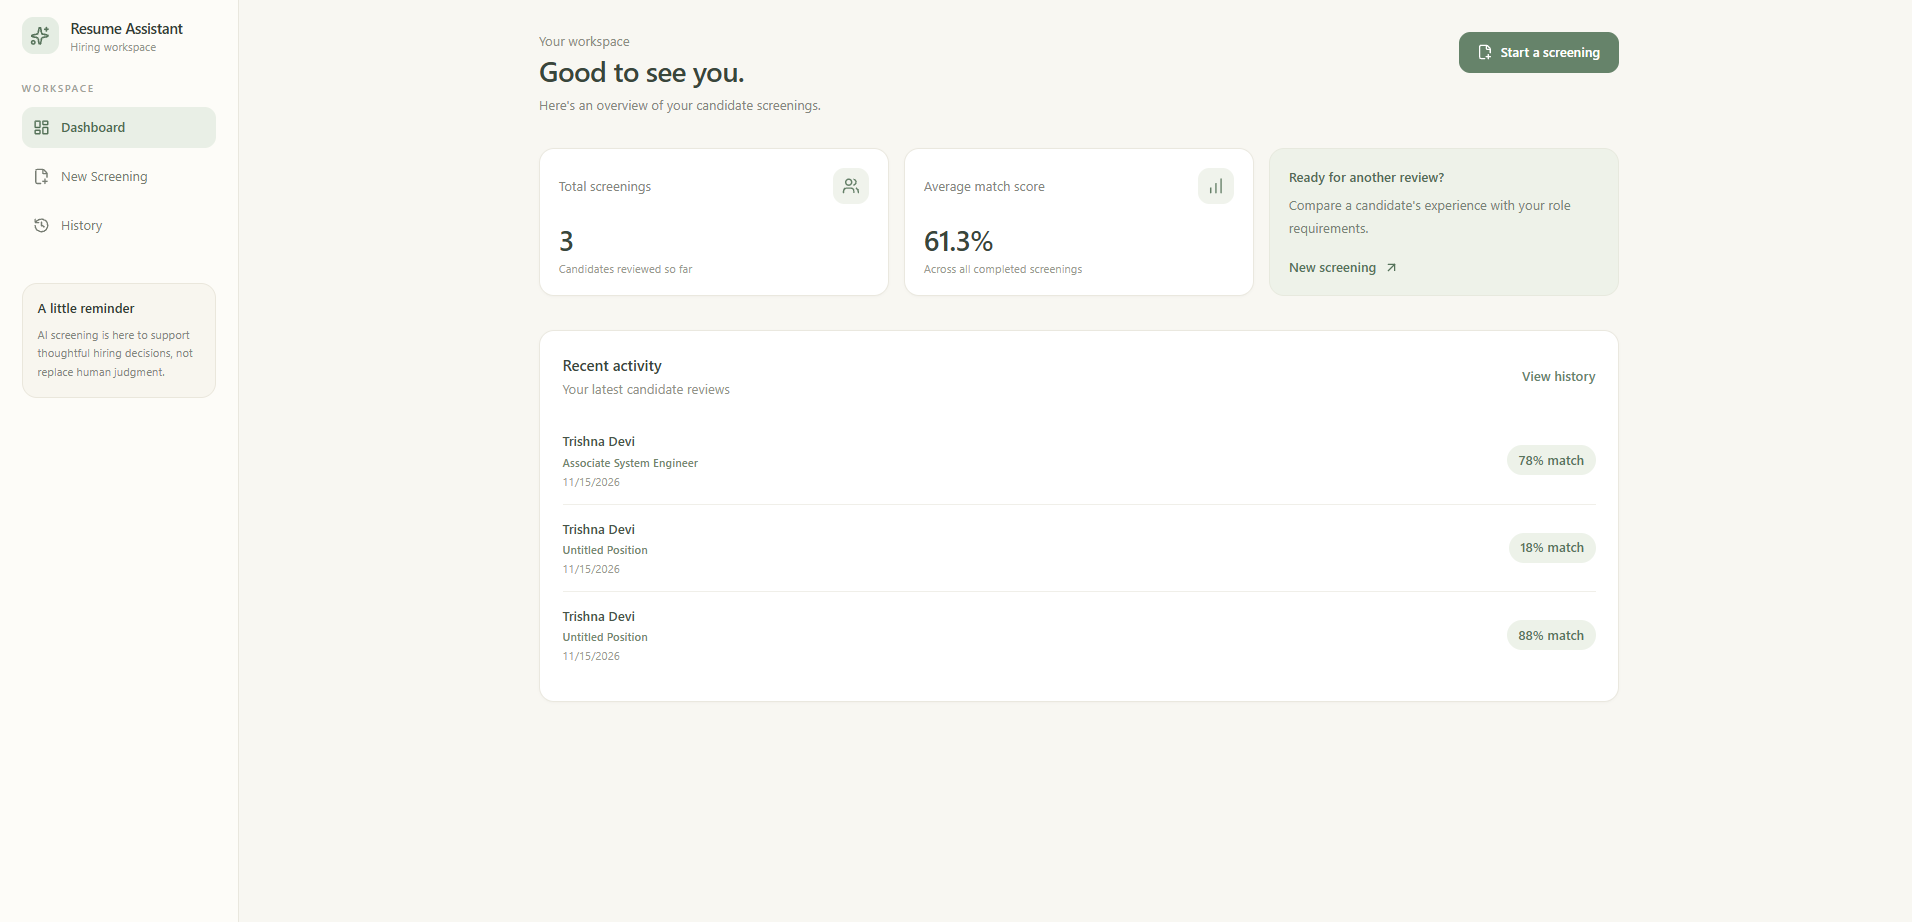 Resume Assistant
Hiring workspace
WORKSPACE
Dashboard
New Screening
History
A little reminder
AI screening is here to support
thoughtful hiring decisions, not
replace human judgment.
Your workspace
Good to see you.
Here's an overview of your candidate screenings.
Start a screening
Total screenings
3
Candidates reviewed so far
Average match score
61.3%
Across all completed screenings
Ready for another review?
Compare a candidate's experience with your role
requirements.
New screening
Recent activity
Your latest candidate reviews
View history
Trishna Devi
Associate System Engineer
11/15/2026
78% match
Trishna Devi
Untitled Position
11/15/2026
18% match
Trishna Devi
Untitled Position
11/15/2026
88% match